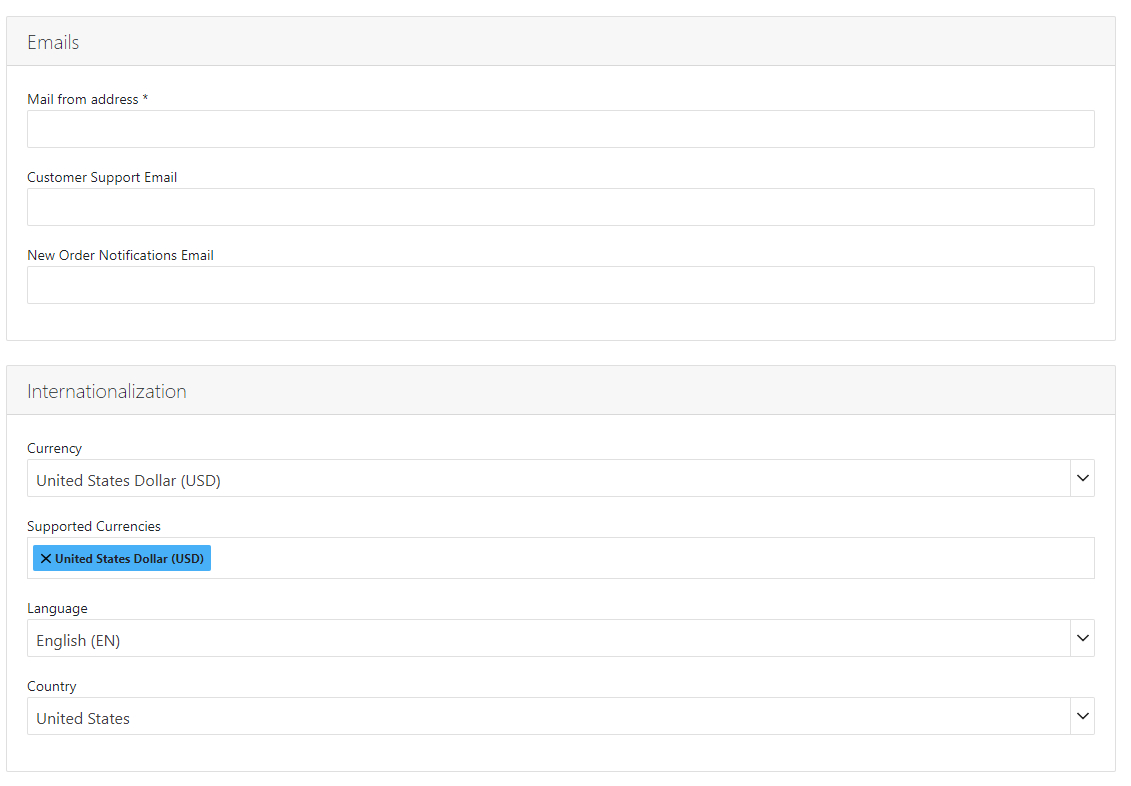 Emails
Mail from address *
Customer Support Email
New Order Notifications Email
Internationalization
Currency
United States Dollar (USD)
Supported Currencies
United States Dollar (USD)
Language
English (EN)
Country
United States